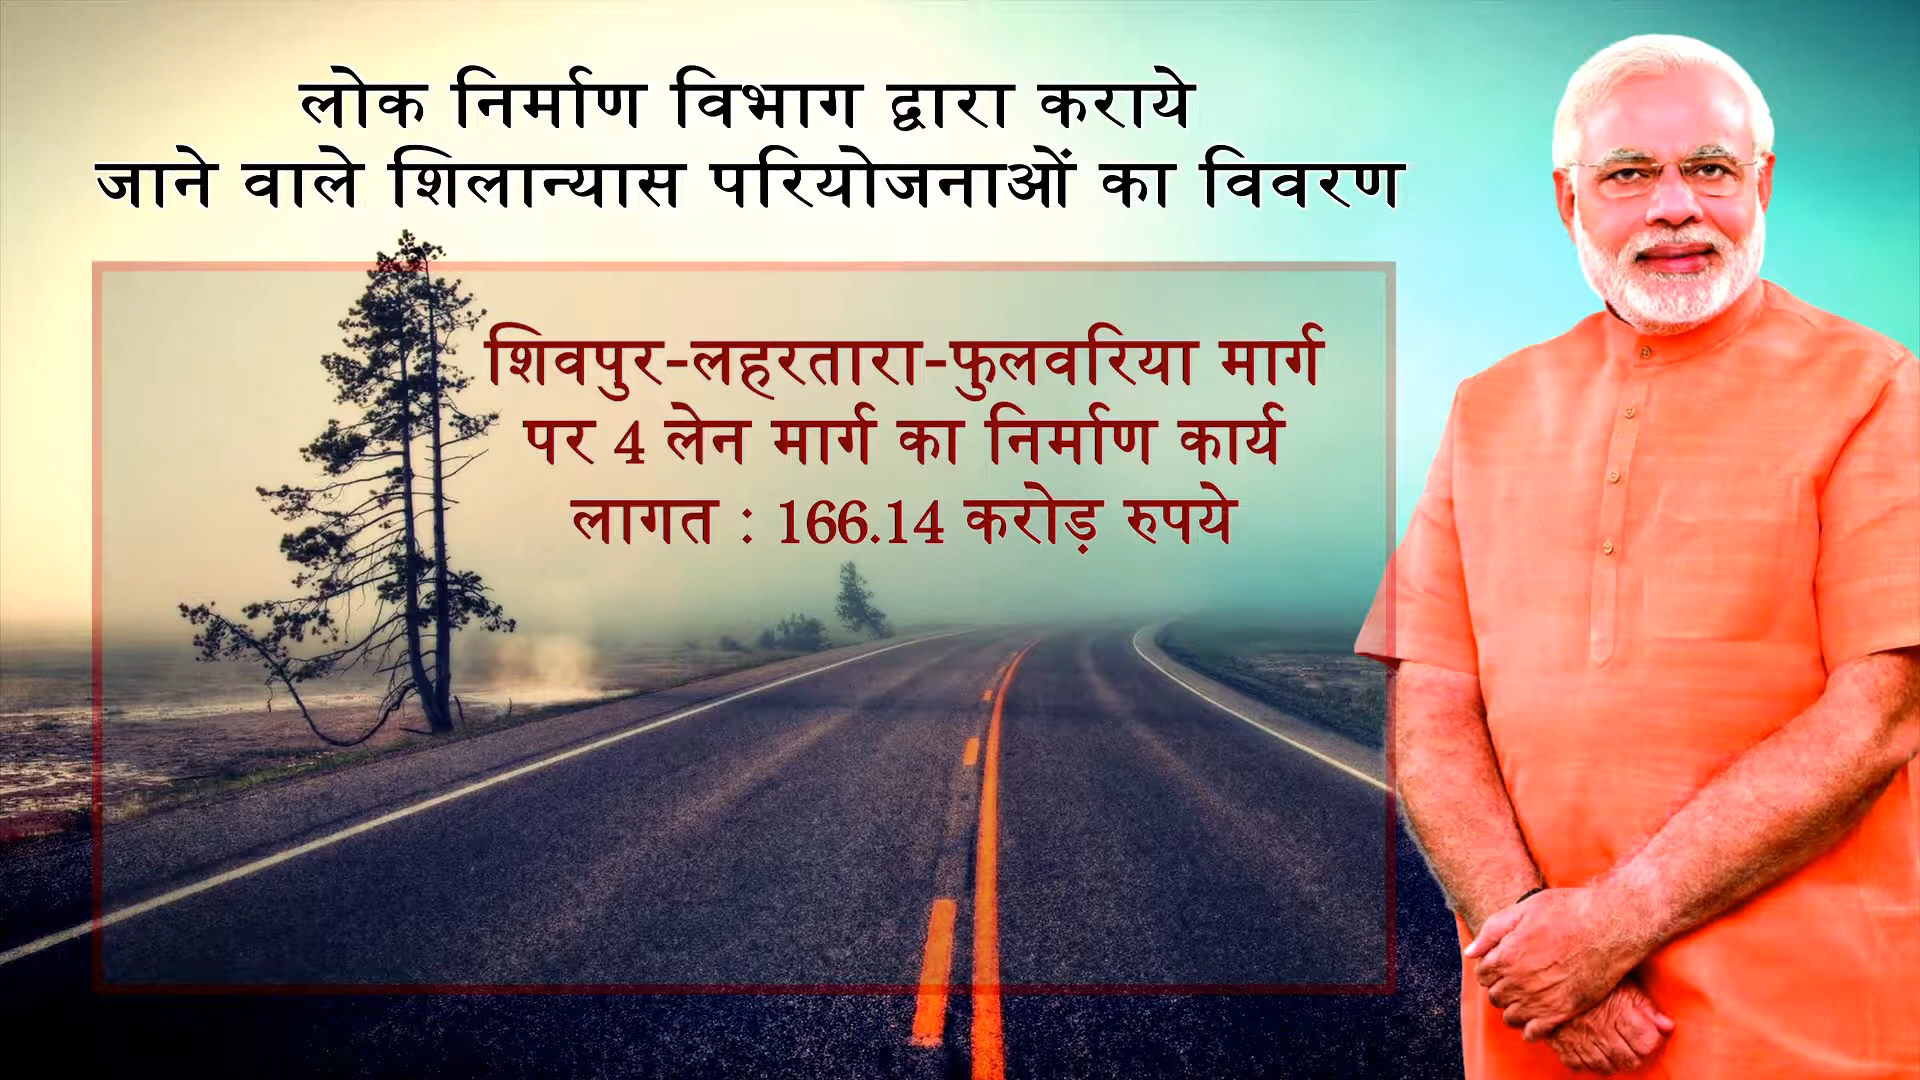 लोक निर्माण विभाग द्वारा कराये
जाने वाले शिलान्यास परियोजनाओं का विवरण
शिवपुर-लहरतारा-फुलवरिया मार्ग
पर 4 लेन मार्ग का निर्माण कार्य
लागत : 166.14 करोड़ रुपये